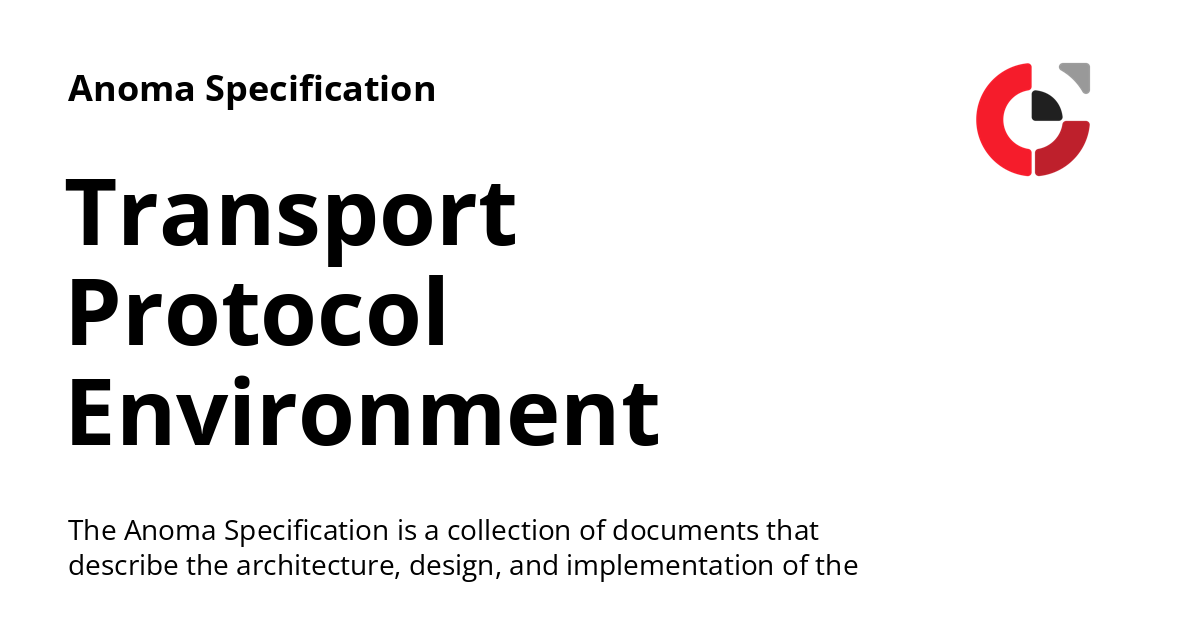 Anoma Specification
Transport
Protocol
Environment
The Anoma Specification is a collection of documents that
describe the architecture, design, and implementation of the